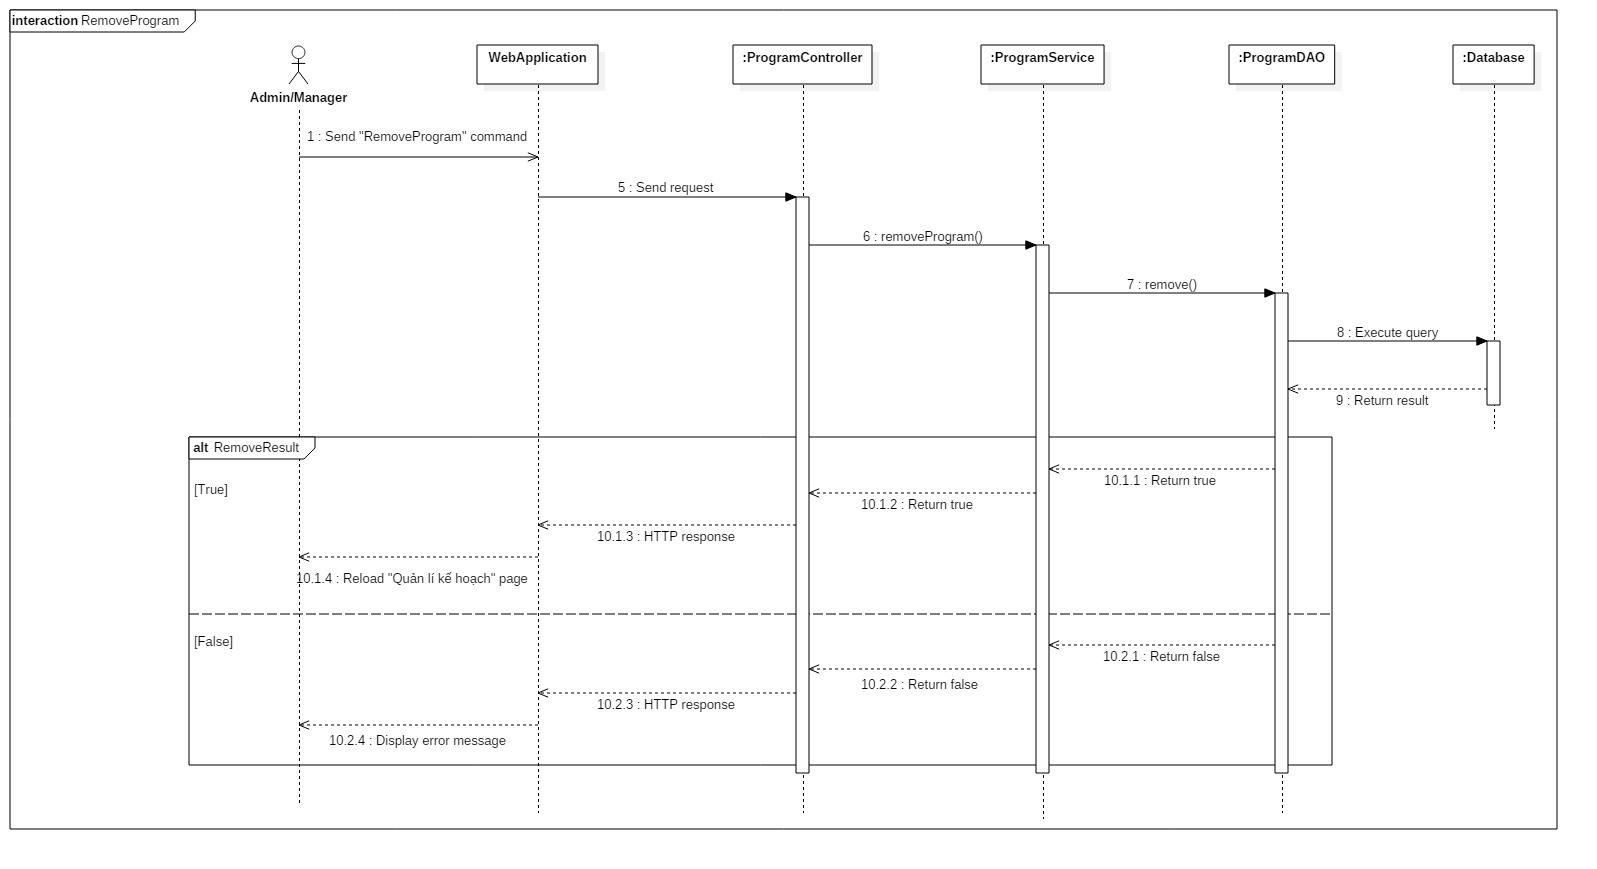 interaction RemoveProgram
Admin/Manager
WebApplication
:ProgramController
:ProgramService
:ProgramDAO
:Database
1 : Send "RemoveProgram" command
5 : Send request
6 : removeProgram()
7 : remove()
8 : Execute query
9 : Return result
alt RemoveResult
[True]
10.1.1 : Return true
10.1.2 : Return true
10.1.3 : HTTP response
10.1.4 : Reload "Quản lí kế hoạch" page
[False]
10.2.1 : Return false
10.2.2 : Return false
10.2.3 : HTTP response
10.2.4 : Display error message